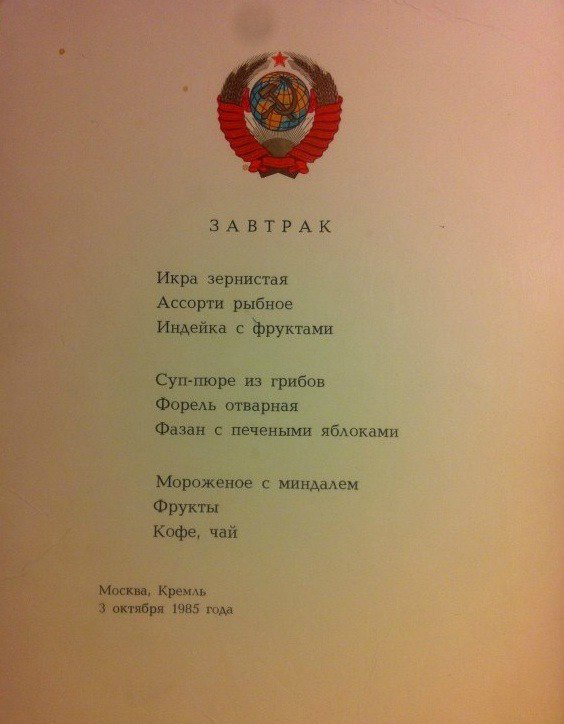 ЗАВТРАК
Икра зернистая
Ассорти рыбное
Индейка с фруктами
Суп-пюре из грибов
Форель отварная
Фазан с печеными яблоками
Мороженое с миндалем
Фрукты
Кофе, чай
Москва, Кремль
3 октября 1985 года